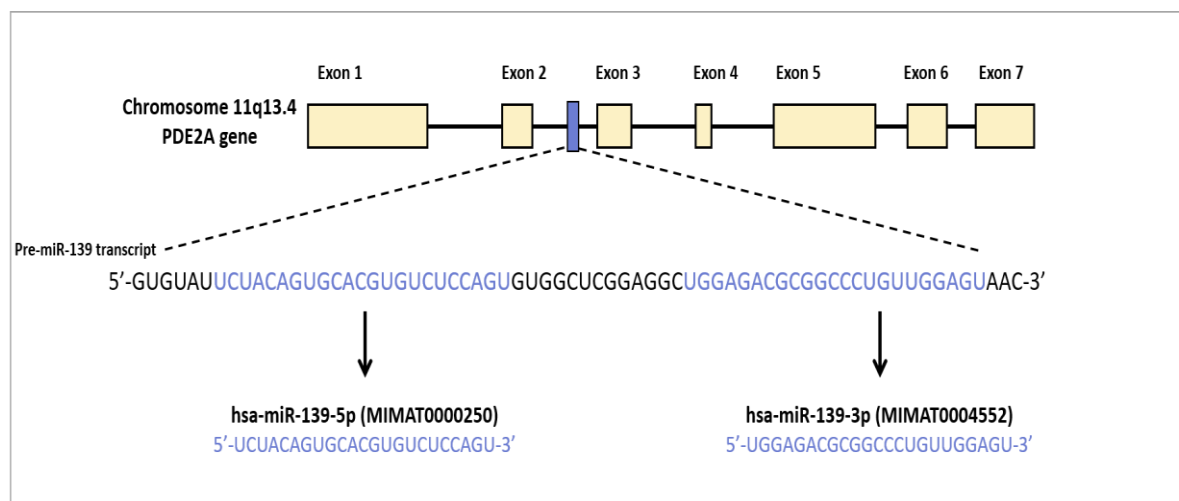 Exon 1 Exon 2 Exon 3 Exon 4 Exon 5 Exon 6 Exon 7
Chromosome 11q13.4
PDE2A gene
Pre-miR-139 transcript
5’-GUGUAUUCUACAGUGCACGUGUCUCCAGUGUGGCUCGGAGGCUGGAGACGCGGCCCUGUUGGAGUAAC-3’
hsa-miR-139-5p (MIMAT0000250) hsa-miR-139-3p (MIMAT0004552)
5’-UCUACAGUGCACGUGUCUCCAGU-3’ 5’-UGGAGACGCGGCCCUGUUGGAGU-3’